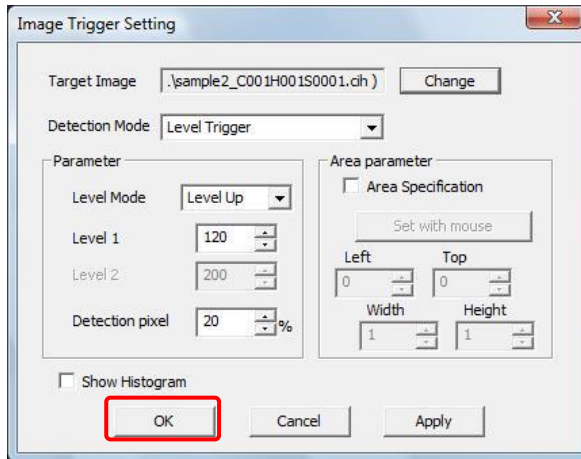 Image Trigger Setting
X
Target Image .\sample2_C001H001S0001.cih ) Change
Detection Mode Level Trigger
Parameter
Level Mode Level Up
Level 1 120
Level 2 200
Detection pixel 20 %
Area parameter
Area Specification
Set with mouse
Left Top
0 0
Width Height
1 1
Show Histogram
OK Cancel Apply